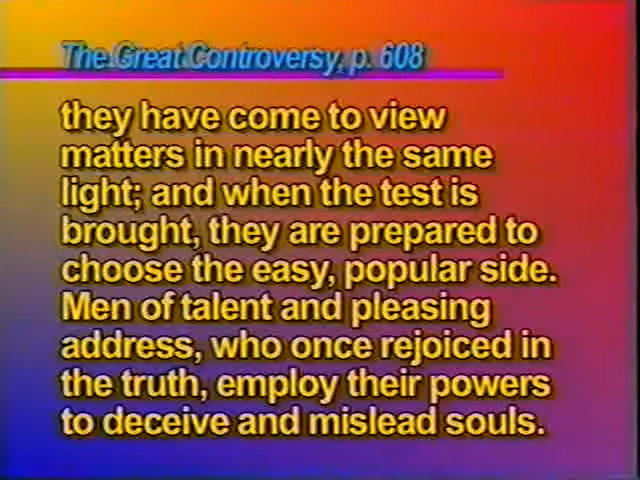 The Great Controversy, p. 608
they have come to view
matters in nearly the same
light; and when the test is
brought, they are prepared to
choose the easy, popular side.
Men of talent and pleasing
address, who once rejoiced in
the truth, employ their powers
to deceive and mislead souls.